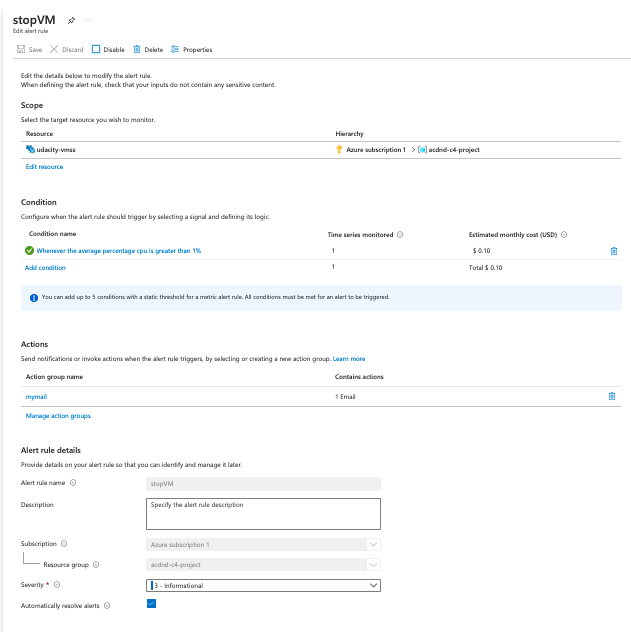 stopVM ...
Edit alert rule
Save Discard Disable Delete Properties
Edit the details below to modify the alert rule.
When defining the alert rule, check that your inputs do not contain any sensitive content.
Scope
Select the target resource you wish to monitor.
Resource Hierarchy
udacity-vmss Azure subscription 1 > acdnd-c4-project
Edit resource
Condition
Configure when the alert rule should trigger by selecting a signal and defining its logic.
Condition name Time series monitored Estimated monthly cost (USD)
Whenever the average percentage cpu is greater than 1% 1 $ 0.10
Add condition 1 Total $ 0.10
You can add up to 5 conditions with a static threshold for a metric alert rule. All conditions must be met for an alert to be triggered.
Actions
Send notifications or invoke actions when the alert rule triggers, by selecting or creating a new action group. Learn more
Action group name Contains actions
mymail 1 Email
Manage action groups
Alert rule details
Provide details on your alert rule so that you can identify and manage it later.
Alert rule name stopVM
Description Specify the alert rule description
Subscription Azure subscription 1
Resource group acdnd-c4-project
Severity * 3 - Informational
Automatically resolve alerts